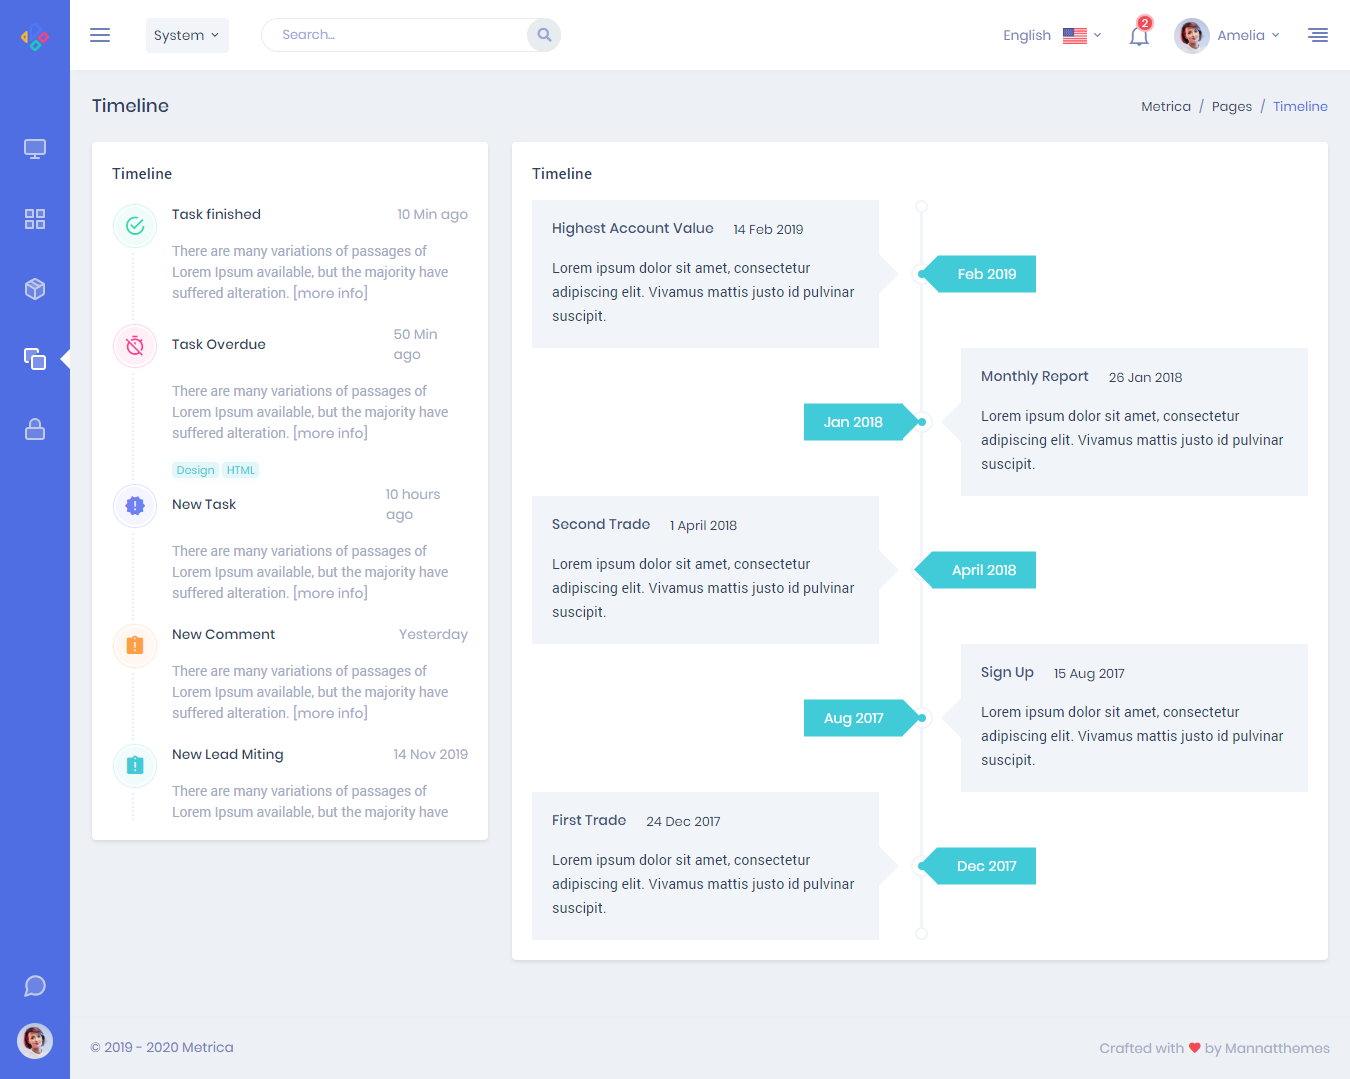 System
Search...
English
2
Amelia
Timeline
Metrica / Pages / Timeline
Timeline
Task finished
10 Min ago
There are many variations of passages of
Lorem Ipsum available, but the majority have
suffered alteration. [more info]
Task Overdue
50 Min
ago
There are many variations of passages of
Lorem Ipsum available, but the majority have
suffered alteration. [more info]
Design HTML
New Task
10 hours
ago
There are many variations of passages of
Lorem Ipsum available, but the majority have
suffered alteration. [more info]
New Comment
Yesterday
There are many variations of passages of
Lorem Ipsum available, but the majority have
suffered alteration. [more info]
New Lead Miting
14 Nov 2019
There are many variations of passages of
Lorem Ipsum available, but the majority have
Timeline
Highest Account Value 14 Feb 2019
Lorem ipsum dolor sit amet, consectetur
adipiscing elit. Vivamus mattis justo id pulvinar
suscipit.
Feb 2019
Monthly Report 26 Jan 2018
Lorem ipsum dolor sit amet, consectetur
adipiscing elit. Vivamus mattis justo id pulvinar
suscipit.
Jan 2018
Second Trade 1 April 2018
Lorem ipsum dolor sit amet, consectetur
adipiscing elit. Vivamus mattis justo id pulvinar
suscipit.
April 2018
Sign Up 15 Aug 2017
Lorem ipsum dolor sit amet, consectetur
adipiscing elit. Vivamus mattis justo id pulvinar
suscipit.
Aug 2017
First Trade 24 Dec 2017
Lorem ipsum dolor sit amet, consectetur
adipiscing elit. Vivamus mattis justo id pulvinar
suscipit.
Dec 2017
© 2019 - 2020 Metrica
Crafted with ♥ by Mannatthemes